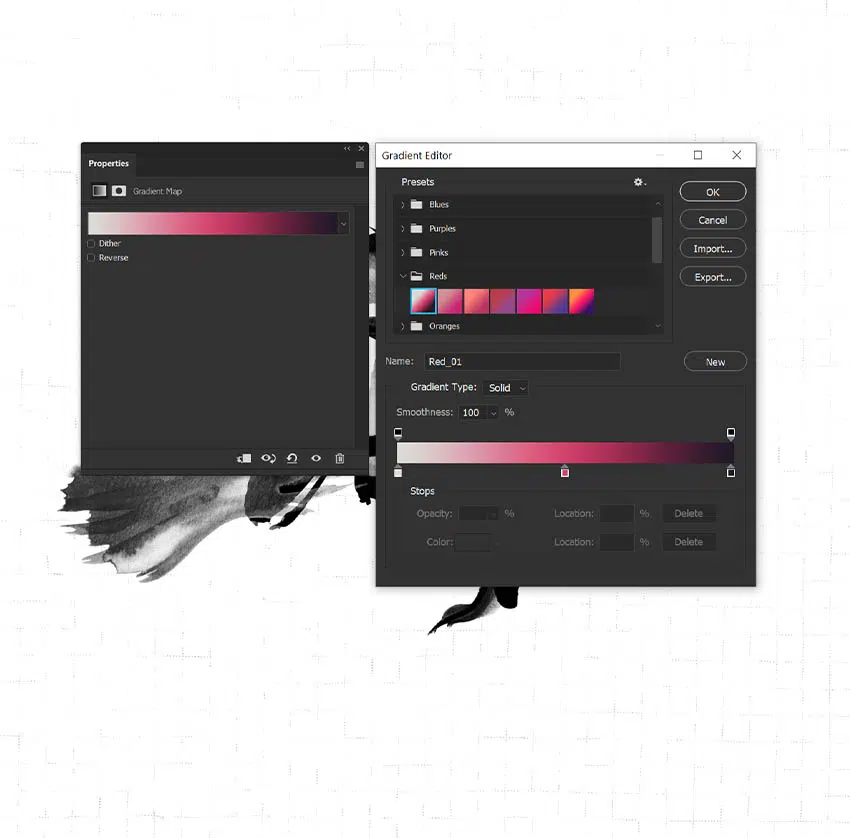 Properties
Gradient Map
Dither
Reverse
Gradient Editor
Presets
Blues
Purples
Pinks
Reds
Oranges
OK
Cancel
Import...
Export...
Name: Red_01
New
Gradient Type: Solid
Smoothness: 100 %
Stops
Opacity: % Location: % Delete
Color: Location: % Delete